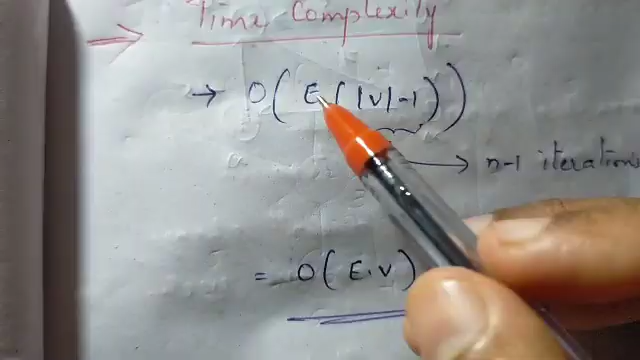 Time Complexity
→ O(E(|V|-1))
→ n-1 iterations
= O(E.V)